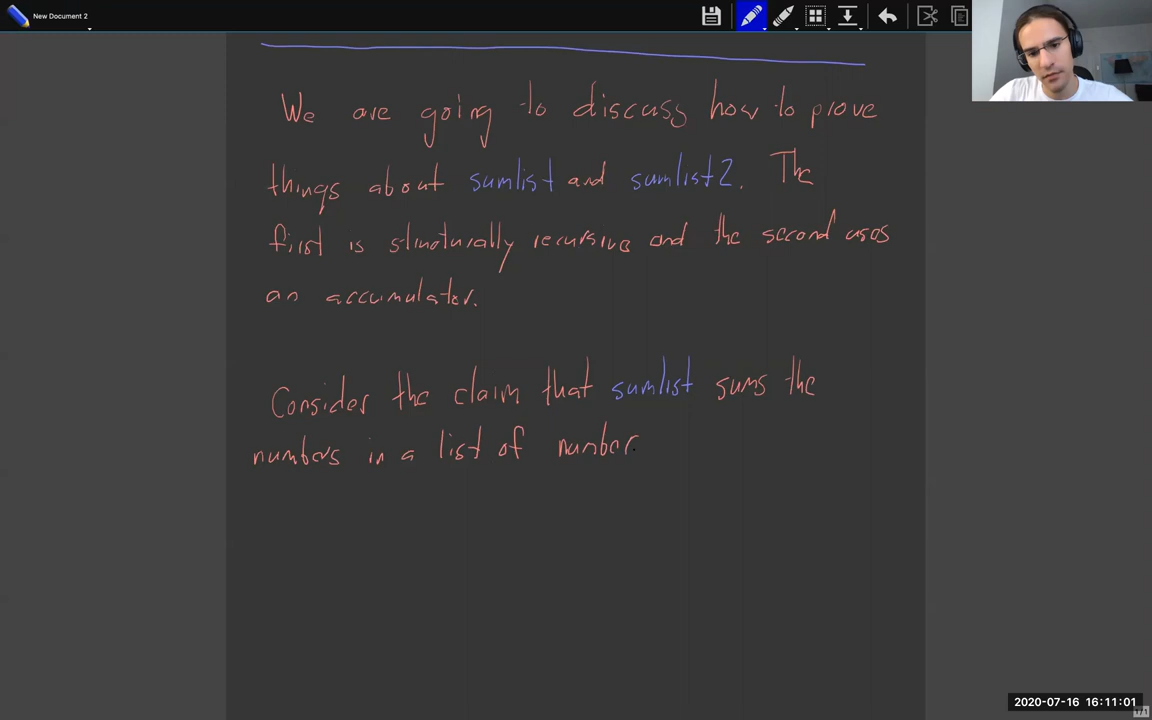 New Document 2
We are going to discuss how to prove
things about sumlist and sumlist2. The
first is structurally recursive and the second uses
an accumulator.
Consider the claim that sumlist sums the
numbers in a list of number
2020-07-16 16:11:01